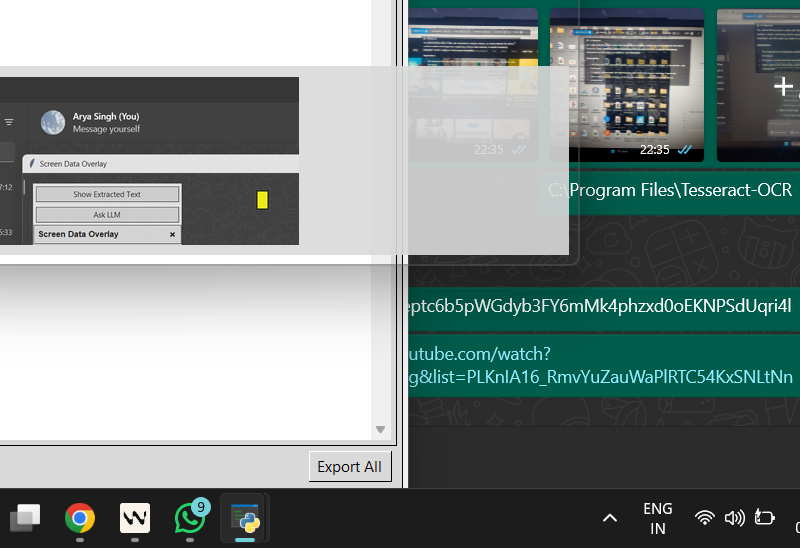 22:35
22:35
Arya Singh (You)
Message yourself
Screen Data Overlay
7:12
Show Extracted Text
Ask LLM
5:33
Screen Data Overlay
C:\Program Files\Tesseract-OCR
eptc6b5pWGdyb3FY6mMk4phzxd0oEKNPSdUqri4l
utube.com/watch?
g&list=PLKnIA16_RmvYuZauWaPlRTC54KxSNLtNn
Export All
9
ENG
IN